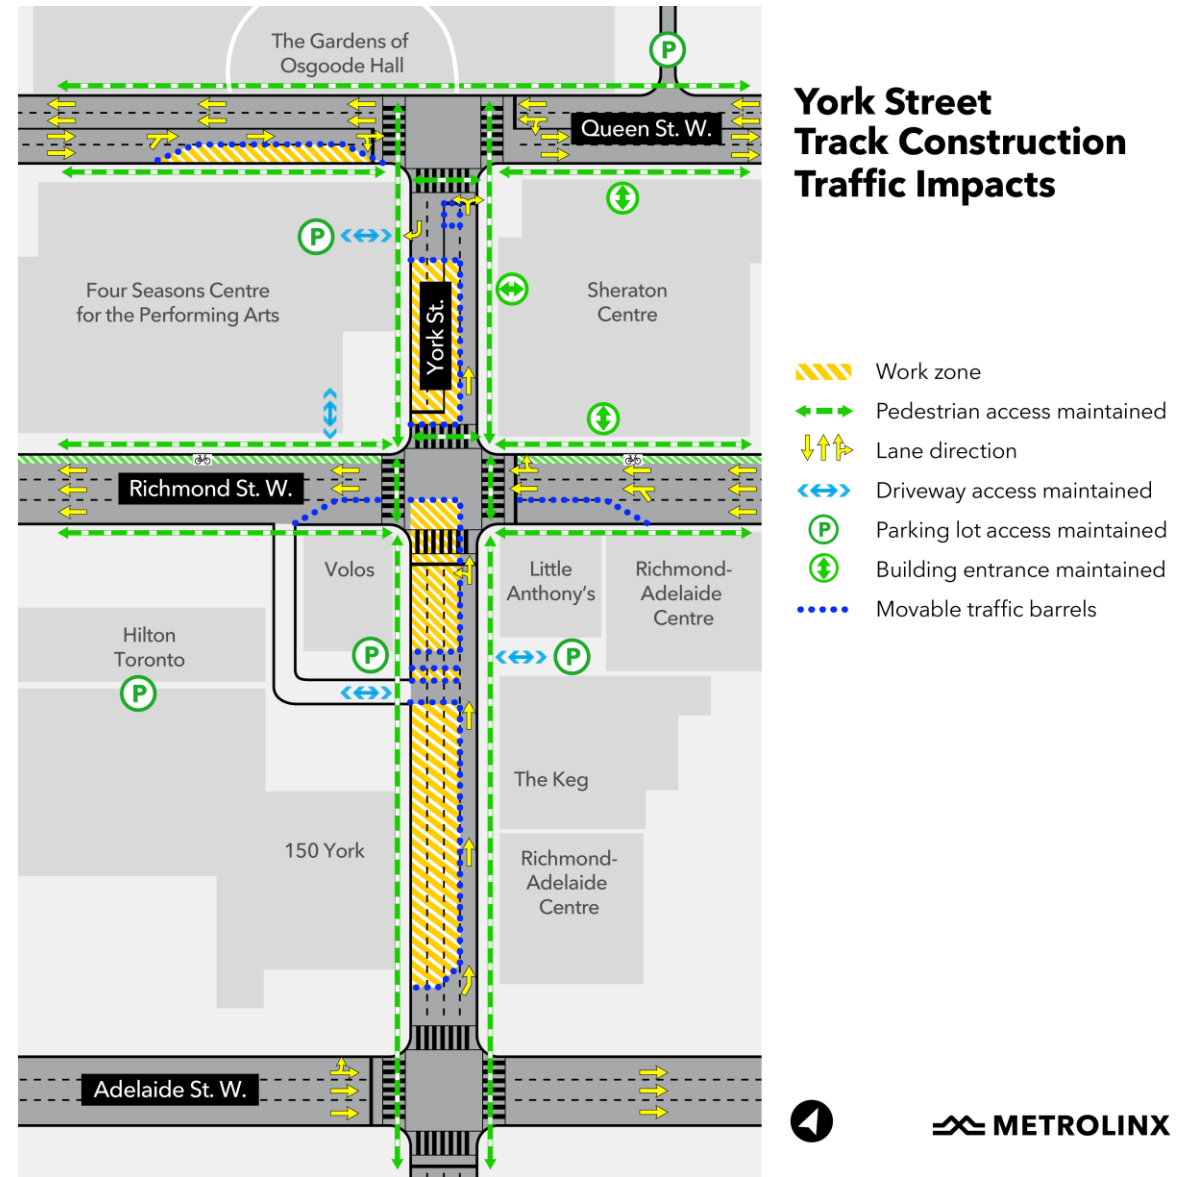 The Gardens of
Osgoode Hall
P
Queen St. W.
York Street
Track Construction
Traffic Impacts
P
Four Seasons Centre
for the Performing Arts
York St.
Sheraton
Centre
Work zone
Pedestrian access maintained
Lane direction
Driveway access maintained
P Parking lot access maintained
Building entrance maintained
Movable traffic barrels
Richmond St. W.
Volos
Little
Anthony's
Richmond-
Adelaide
Centre
Hilton
Toronto
P
P
P
The Keg
150 York
Richmond-
Adelaide
Centre
Adelaide St. W.
METROLINX